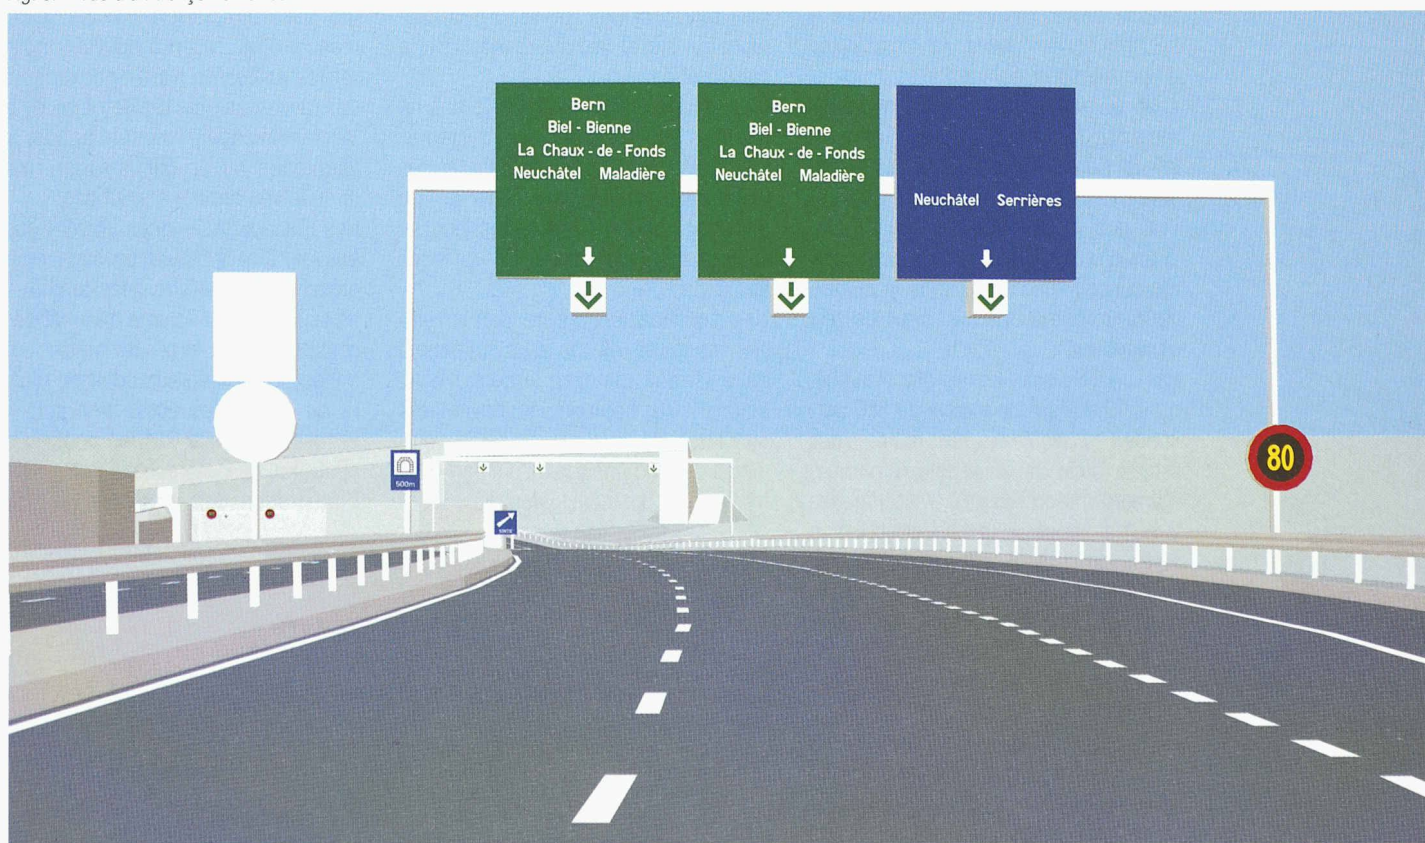 Bern
Biel - Bienne
La Chaux - de - Fonds
Neuchâtel Maladière
Bern
Biel - Bienne
La Chaux - de - Fonds
Neuchâtel Maladière
Neuchâtel Serrières
80
500m